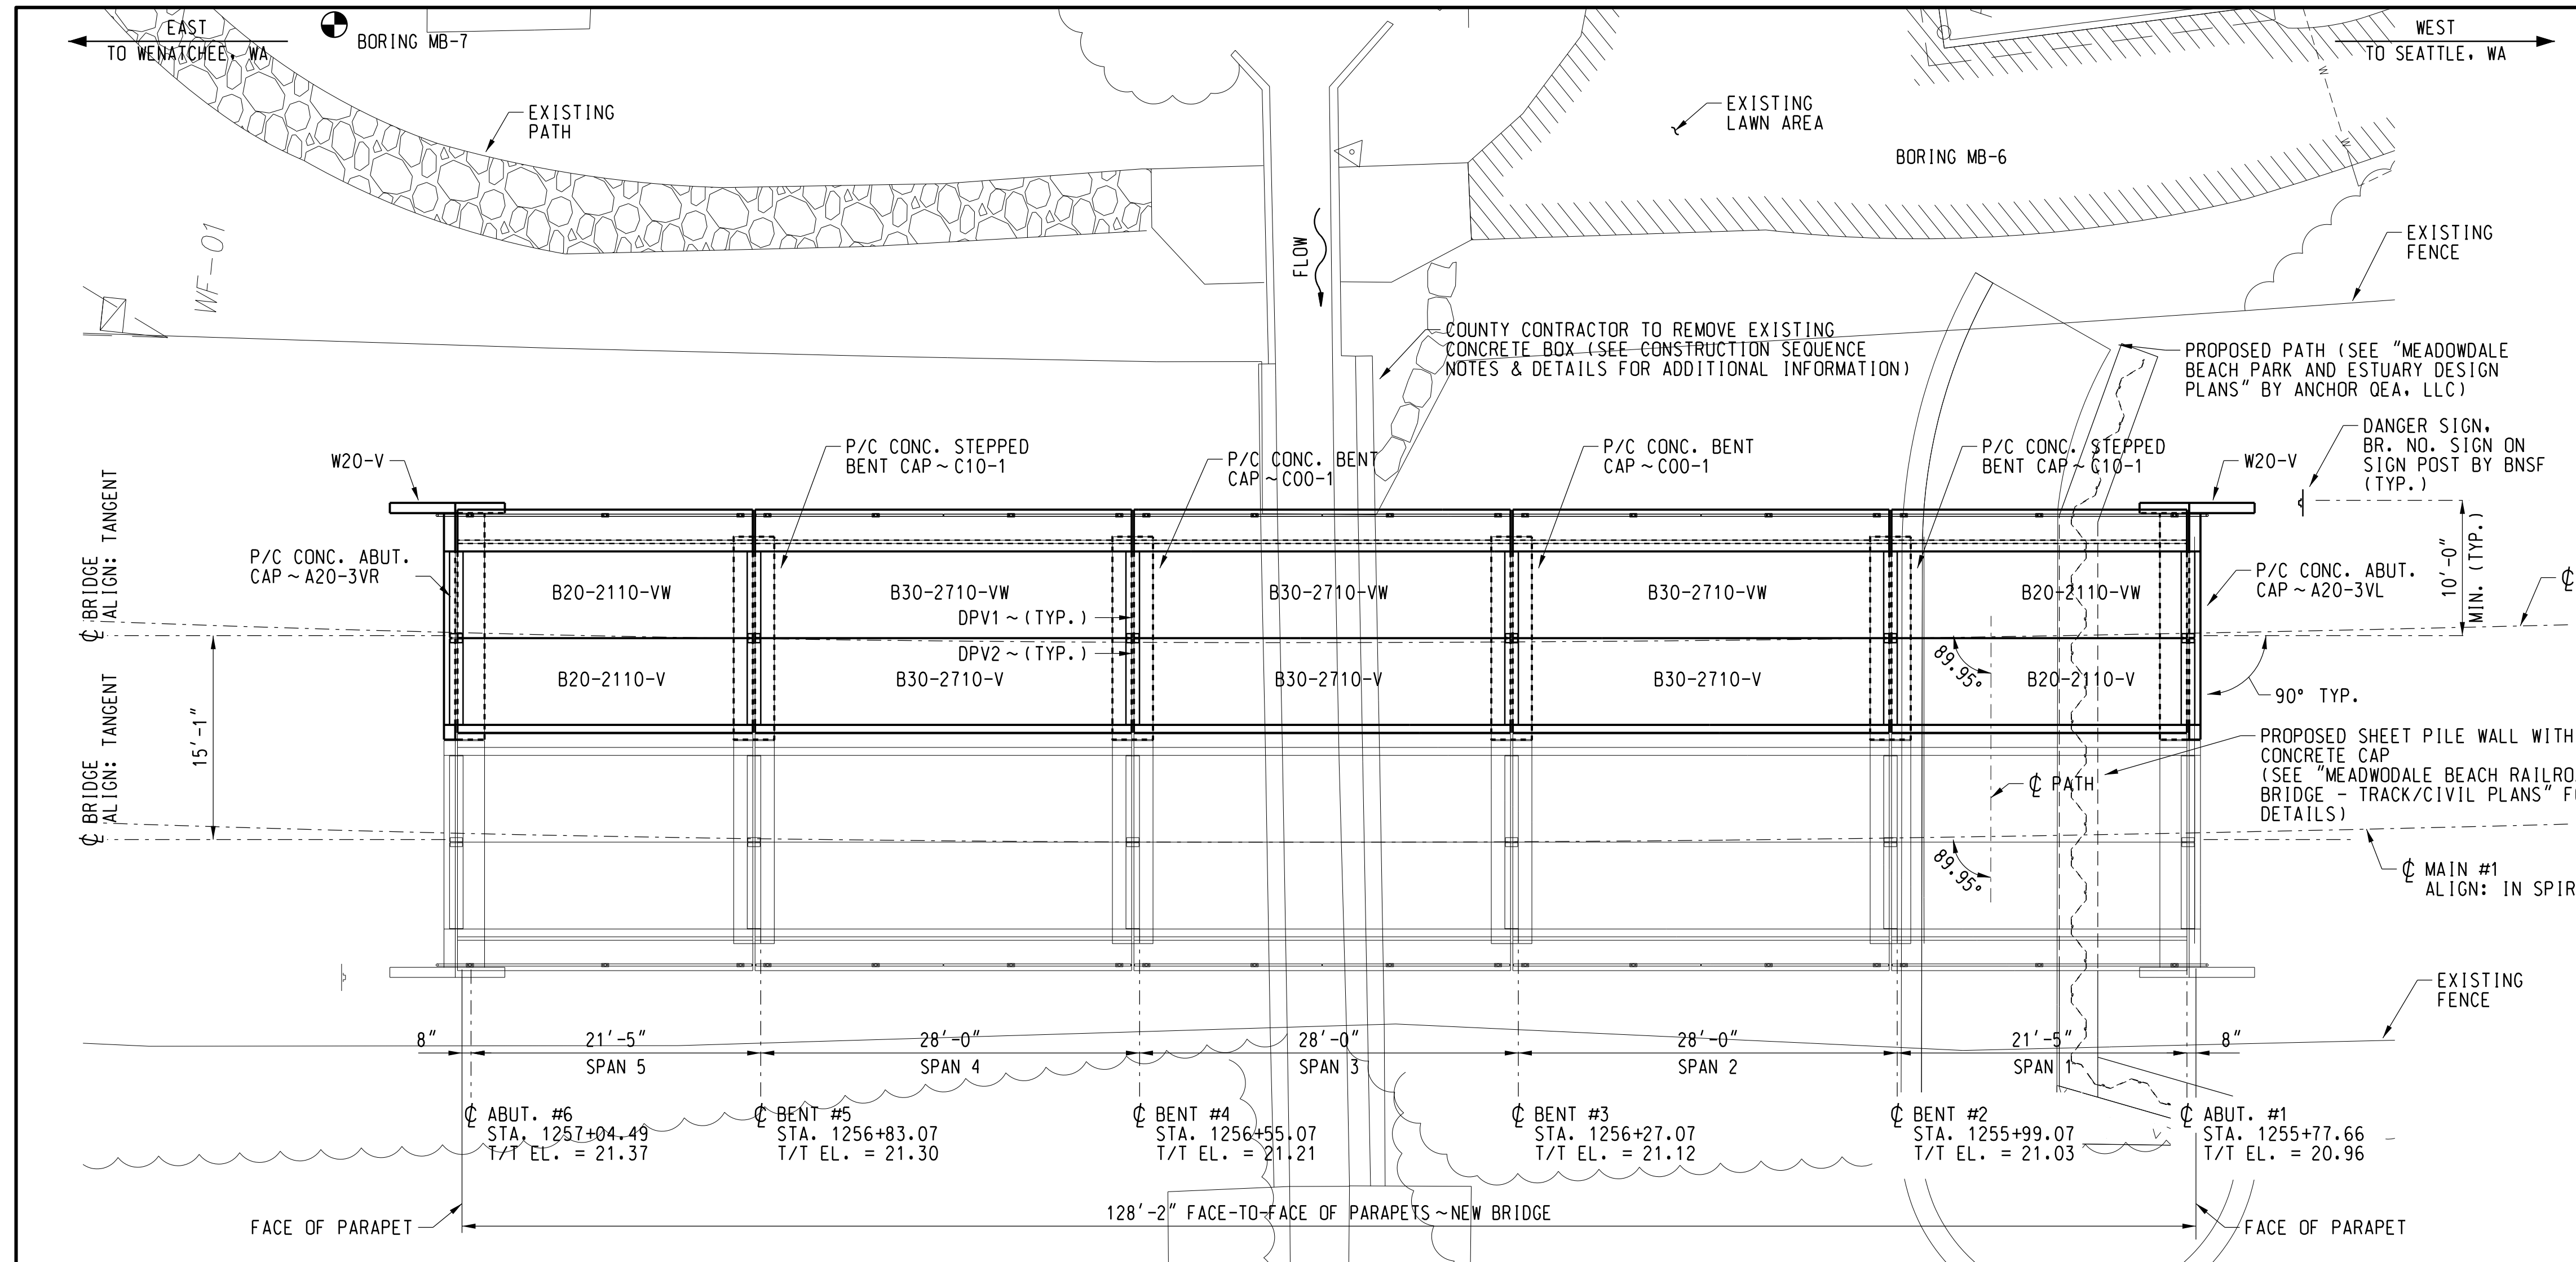 EAST
TO WENATCHEE, WA
BORING MB-7
WEST
TO SEATTLE, WA
EXISTING
PATH
EXISTING
LAWN AREA
BORING MB-6
W
W
WF-01
FLOW
EXISTING
FENCE
COUNTY CONTRACTOR TO REMOVE EXISTING
CONCRETE BOX (SEE CONSTRUCTION SEQUENCE
NOTES & DETAILS FOR ADDITIONAL INFORMATION)
PROPOSED PATH (SEE "MEADOWDALE
BEACH PARK AND ESTUARY DESIGN
PLANS" BY ANCHOR QEA, LLC)
DANGER SIGN,
BR. NO. SIGN ON
SIGN POST BY BNSF
(TYP.)
W20-V
P/C CONC. STEPPED
BENT CAP ~ C10-1
P/C CONC. BENT
CAP ~ C00-1
P/C CONC. BENT
CAP ~ C00-1
P/C CONC. STEPPED
BENT CAP ~ C10-1
W20-V
℄ BRIDGE
ALIGN: TANGENT
P/C CONC. ABUT.
CAP ~ A20-3VR
B20-2110-VW
B30-2710-VW
B30-2710-VW
B30-2710-VW
B20-2110-VW
P/C CONC. ABUT.
CAP ~ A20-3VL
10'-0"
MIN. (TYP.)
℄
DPV1 ~ (TYP.)
DPV2 ~ (TYP.)
B20-2110-V
B30-2710-V
B30-2710-V
B30-2710-V
B20-2110-V
89.95°
90° TYP.
15'-1"
℄ BRIDGE
ALIGN: TANGENT
PROPOSED SHEET PILE WALL WITH
CONCRETE CAP
(SEE "MEADWODALE BEACH RAILRO
BRIDGE - TRACK/CIVIL PLANS" F
DETAILS)
℄ PATH
89.95°
℄ MAIN #1
ALIGN: IN SPIR
EXISTING
FENCE
8"
21'-5"
28'-0"
28'-0"
28'-0"
21'-5"
8"
SPAN 5
SPAN 4
SPAN 3
SPAN 2
SPAN 1
℄ ABUT. #6
STA. 1257+04.49
T/T EL. = 21.37
℄ BENT #5
STA. 1256+83.07
T/T EL. = 21.30
℄ BENT #4
STA. 1256+55.07
T/T EL. = 21.21
℄ BENT #3
STA. 1256+27.07
T/T EL. = 21.12
℄ BENT #2
STA. 1255+99.07
T/T EL. = 21.03
℄ ABUT. #1
STA. 1255+77.66
T/T EL. = 20.96
FACE OF PARAPET
128'-2" FACE-TO-FACE OF PARAPETS ~ NEW BRIDGE
FACE OF PARAPET